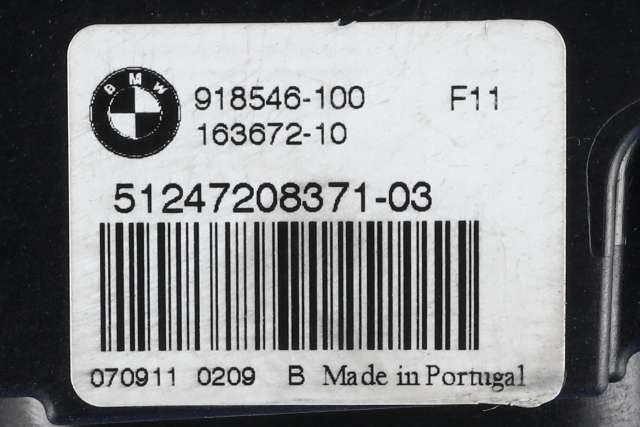 BMW
918546-100 F11
163672-10
51247208371-03
070911 0209 B Made in Portugal